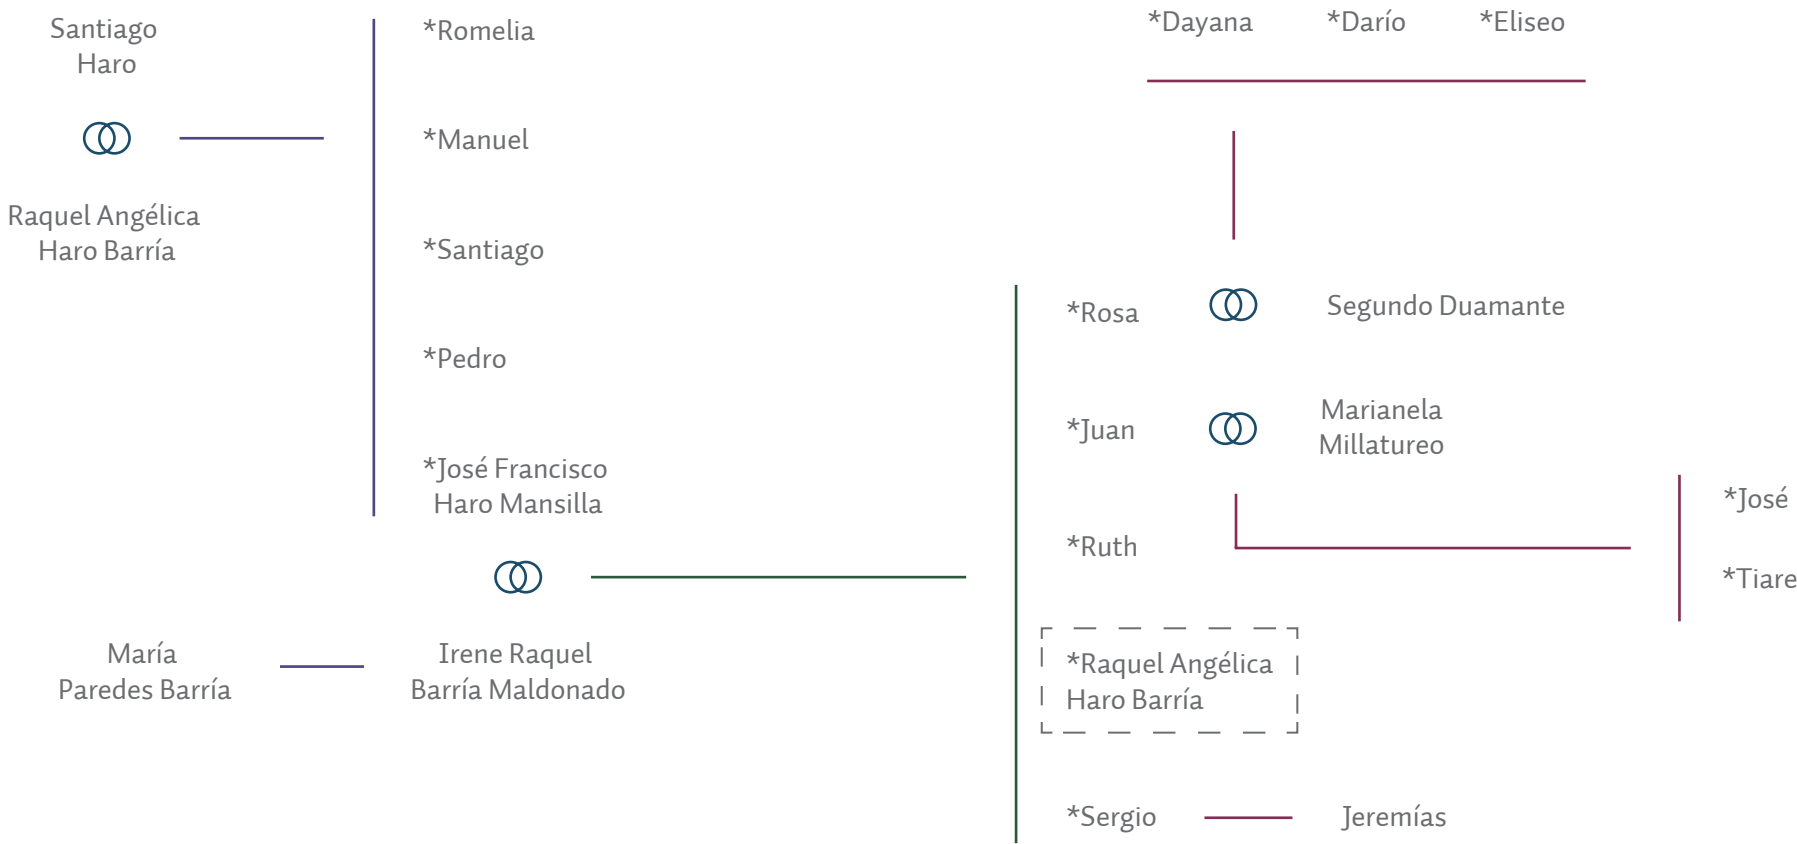 Santiago
Haro
Raquel Angélica
Haro Barría
*Romelia
*Manuel
*Santiago
*Pedro
*José Francisco
Haro Mansilla
María
Paredes Barría
Irene Raquel
Barría Maldonado
*Dayana *Darío *Eliseo
*Rosa
Segundo Duamante
*Juan
Marianela
Millatureo
*Ruth
*José
*Tiare
*Raquel Angélica
Haro Barría
*Sergio
Jeremías